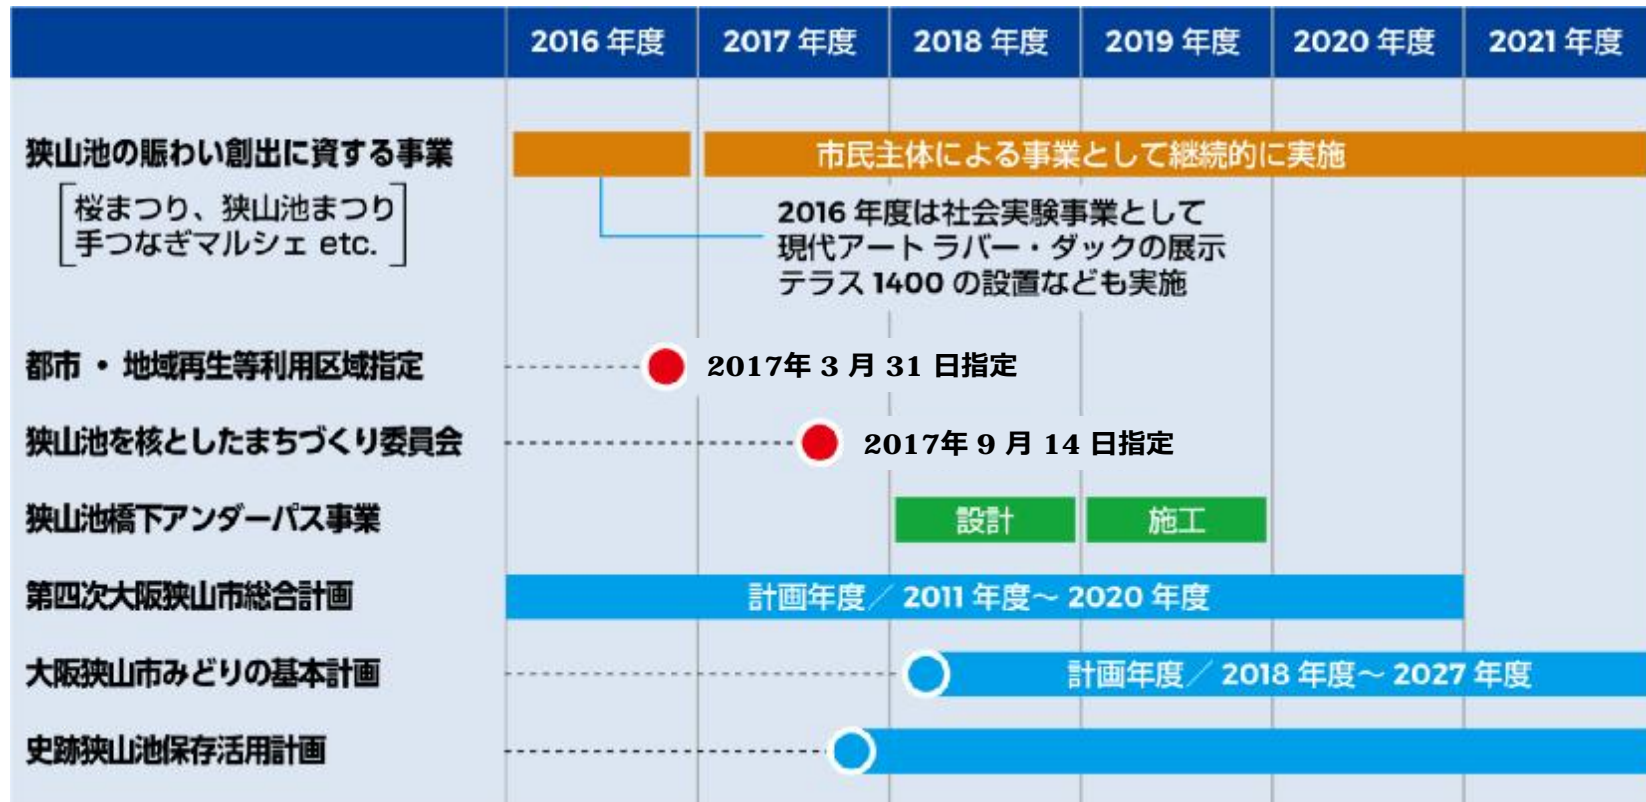 2016 年度 2017 年度 2018 年度 2019 年度 2020 年度 2021 年度
狭山池の賑わい創出に資する事業
市民主体による事業として継続的に実施
桜まつり、狭山池まつり
手つなぎマルシェ etc.
2016 年度は社会実験事業として
現代アート ラバー・ダックの展示
テラス 1400 の設置なども実施
都市 ・ 地域再生等利用区域指定
2017年 3 月 31 日指定
狭山池を核としたまちづくり委員会
2017年 9 月 14 日指定
狭山池橋下アンダーパス事業
設計 施工
第四次大阪狭山市総合計画
計画年度／ 2011 年度～ 2020 年度
大阪狭山市みどりの基本計画
計画年度／ 2018 年度～ 2027 年度
史跡狭山池保存活用計画